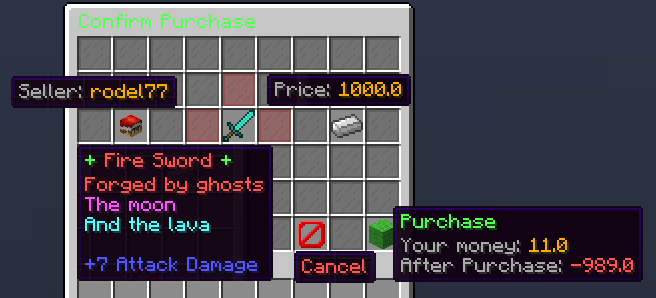 Confirm Purchase
Seller: rodel77
Price: 1000.0
+ Fire Sword +
Forged by ghosts
The moon
And the lava
+7 Attack Damage
Cancel
Purchase
Your money: 11.0
After Purchase: -989.0